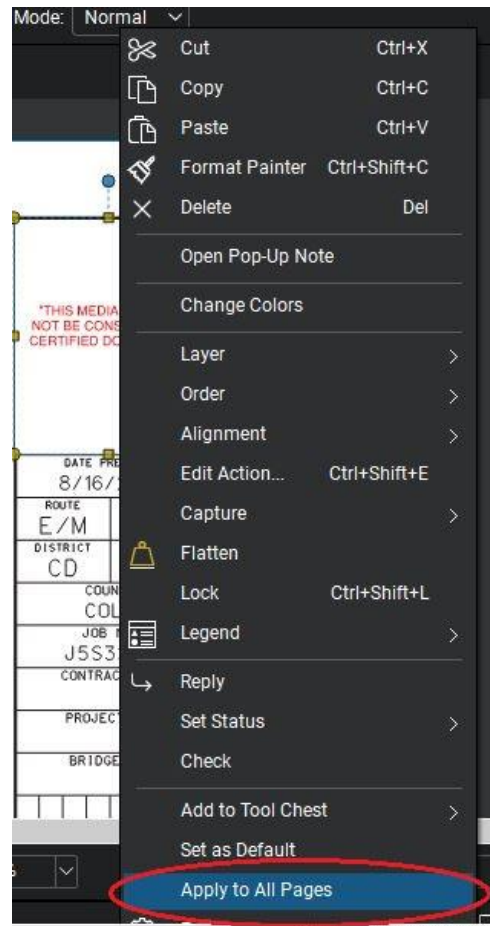 Mode: Normal
Cut Ctrl+X
Copy Ctrl+C
Paste Ctrl+V
Format Painter Ctrl+Shift+C
Delete Del
Open Pop-Up Note
Change Colors
"THIS MEDIA
NOT BE CONS
CERTIFIED DO
Layer
Order
Alignment
Edit Action... Ctrl+Shift+E
Capture
Flatten
Lock Ctrl+Shift+L
Legend
Reply
Set Status
Check
Add to Tool Chest
Set as Default
Apply to All Pages
DATE PRE
8/16/
ROUTE
E/M
DISTRICT
CD
COUN
COL
JOB
J5S3
CONTRAC
PROJEC
BRIDGE
%